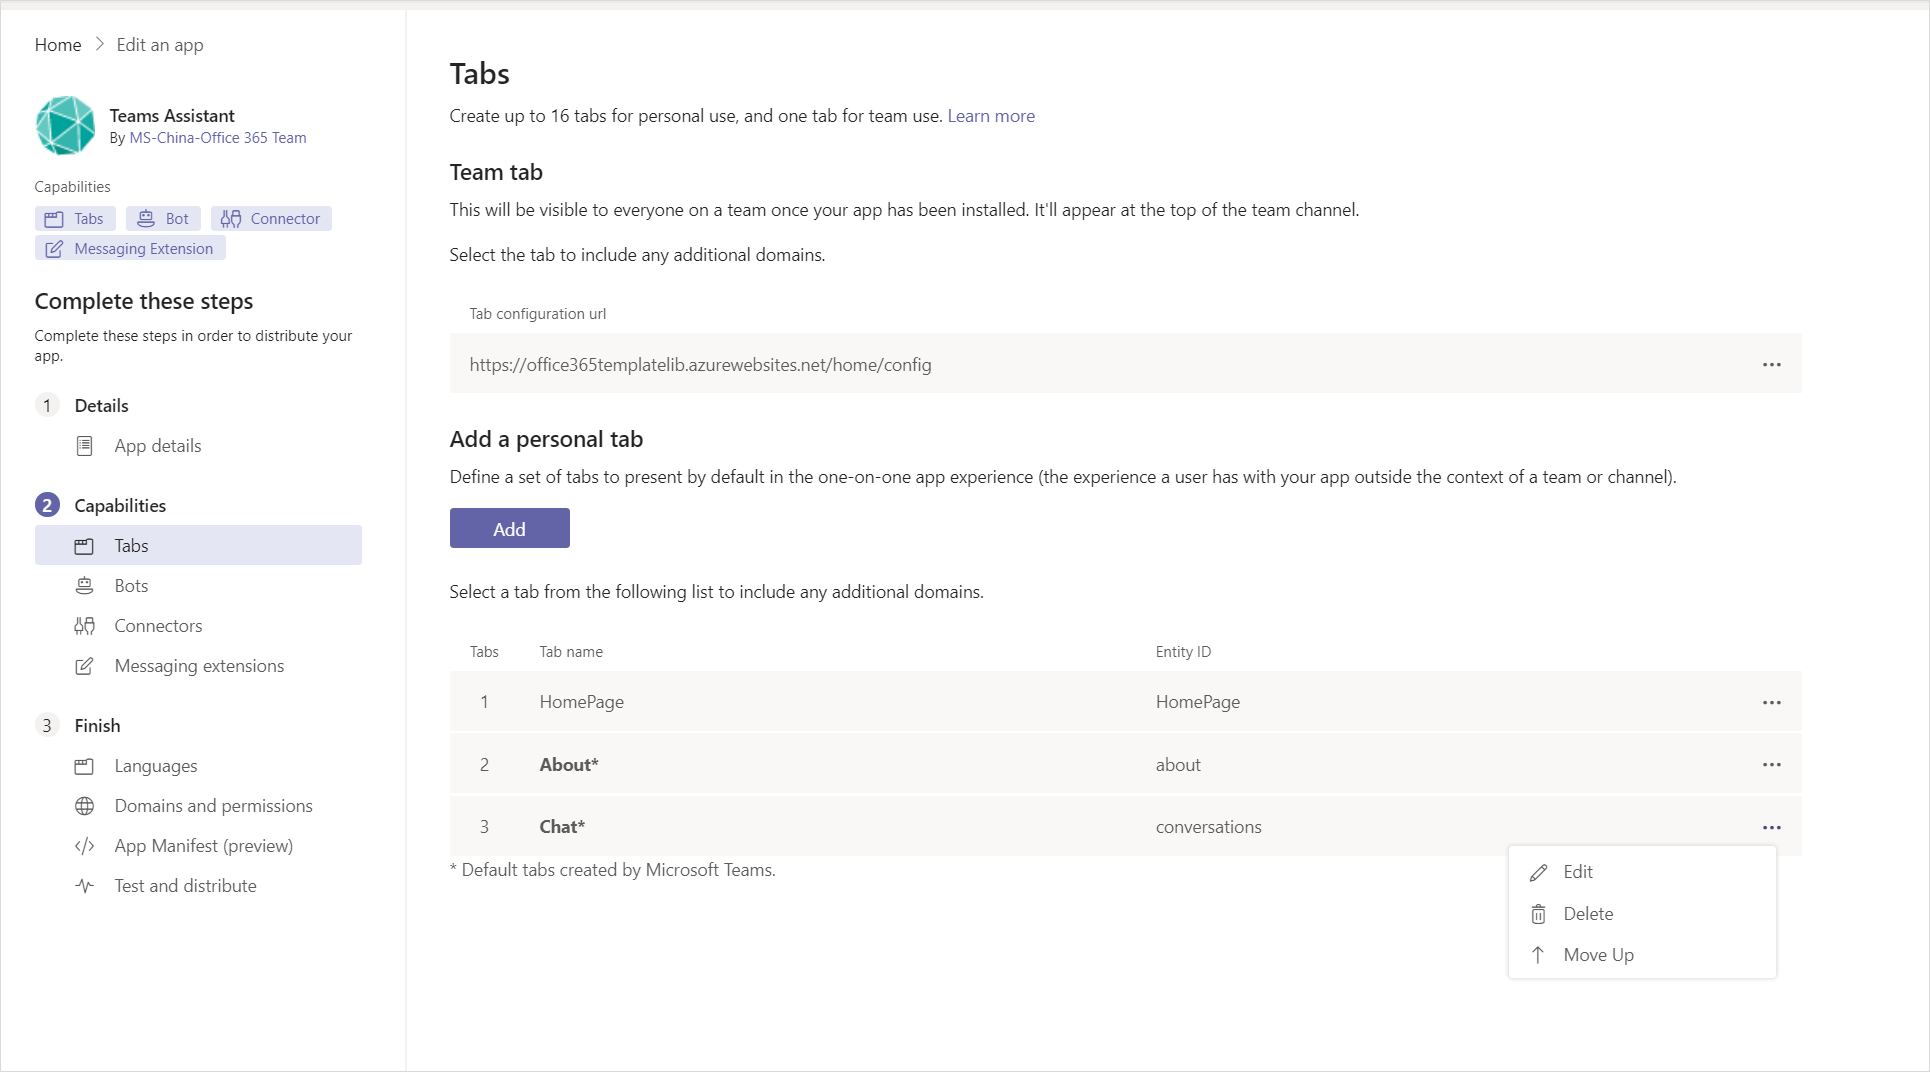 Home > Edit an app
Teams Assistant
By MS-China-Office 365 Team
Capabilities
Tabs Bot Connector
Messaging Extension
Complete these steps
Complete these steps in order to distribute your
app.
1 Details
App details
2 Capabilities
Tabs
Bots
Connectors
Messaging extensions
3 Finish
Languages
Domains and permissions
App Manifest (preview)
Test and distribute
Tabs
Create up to 16 tabs for personal use, and one tab for team use. Learn more
Team tab
This will be visible to everyone on a team once your app has been installed. It'll appear at the top of the team channel.
Select the tab to include any additional domains.
Tab configuration url
https://office365templatelib.azurewebsites.net/home/config
Add a personal tab
Define a set of tabs to present by default in the one-on-one app experience (the experience a user has with your app outside the context of a team or channel).
Add
Select a tab from the following list to include any additional domains.
Tabs Tab name Entity ID
1 HomePage HomePage
2 About* about
3 Chat* conversations
* Default tabs created by Microsoft Teams.
Edit
Delete
Move Up